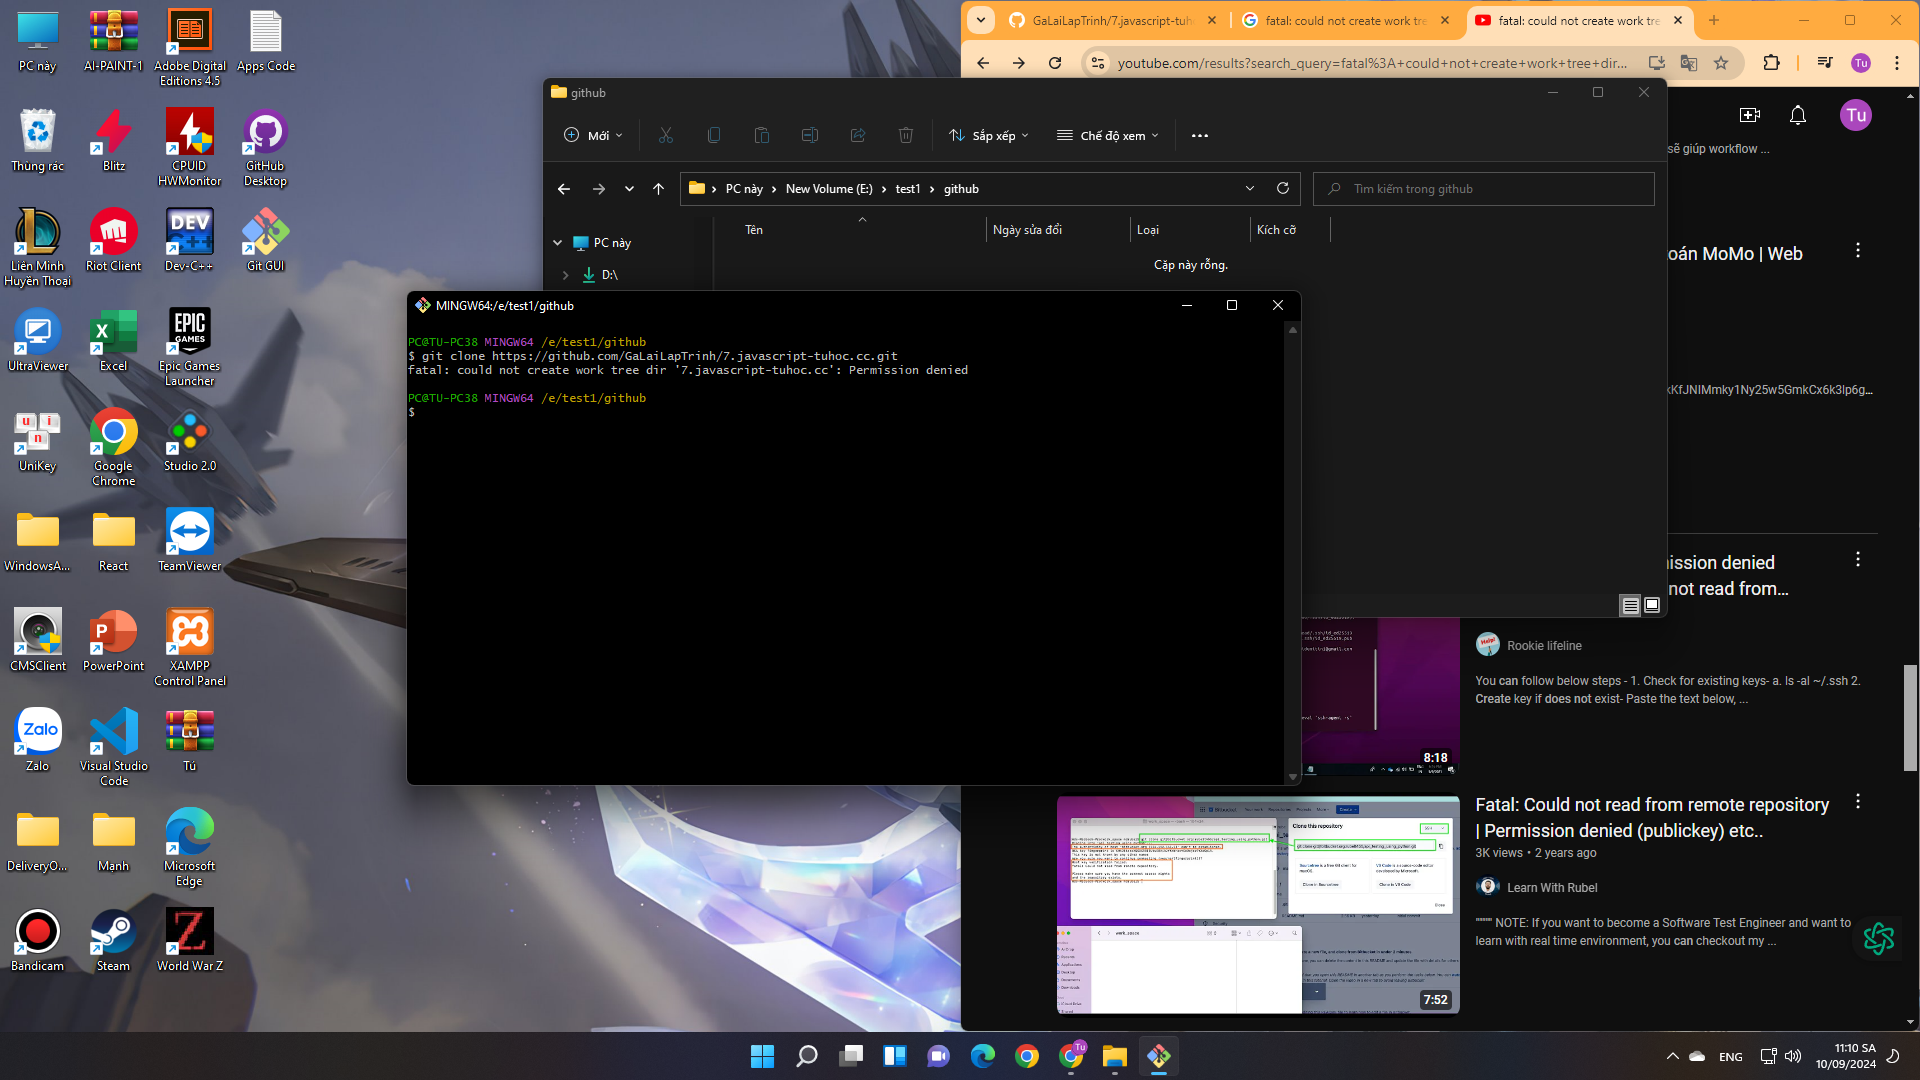 PC này
AI-PAINT-1
Adobe Digital
Editions 4.5
Apps Code
Thùng rác
Blitz
CPUID
HWMonitor
GitHub
Desktop
Liên Minh
Huyền Thoại
Riot Client
DEV
C++
Dev-C++
Git GUI
UltraViewer
Excel
EPIC
GAMES
Epic Games
Launcher
UniKey
Google
Chrome
Studio 2.0
WindowsA...
React
TeamViewer
CMSClient
PowerPoint
XAMPP
Control Panel
Zalo
Zalo
Visual Studio
Code
Tú
DeliveryO...
Mạnh
Microsoft
Edge
Bandicam
Steam
World War Z
GaLaiLapTrinh/7.javascript-tuh
fatal: could not create work tre
fatal: could not create work tre
youtube.com/results?search_query=fatal%3A+could+not+create+work+tree+dir...
Tu
github
Mới
Sắp xếp
Chế độ xem
PC này
New Volume (E:)
test1
github
Tìm kiếm trong github
Tên
Ngày sửa đổi
Loại
Kích cỡ
PC này
D:\
Cặp này rỗng.
MINGW64:/e/test1/github
PC@TU-PC38 MINGW64 /e/test1/github
$ git clone https://github.com/GaLaiLapTrinh/7.javascript-tuhoc.cc.git
fatal: could not create work tree dir '7.javascript-tuhoc.cc': Permission denied
PC@TU-PC38 MINGW64 /e/test1/github
$
Tu
sẽ giúp workflow ...
oán MoMo | Web
KfJNIMmky1Ny25w5GmkCx6k3lp6g...
ission denied
not read from...
Rookie lifeline
You can follow below steps - 1. Check for existing keys- a. ls -al ~/.ssh 2.
Create key if does not exist- Paste the text below, ...
8:18
Clone this repository
Fatal: Could not read from remote repository
| Permission denied (publickey) etc..
3K views • 2 years ago
Learn With Rubel
""""" NOTE: If you want to become a Software Test Engineer and want to
learn with real time environment, you can checkout my ...
7:52
Tu
ENG
11:10 SA
10/09/2024